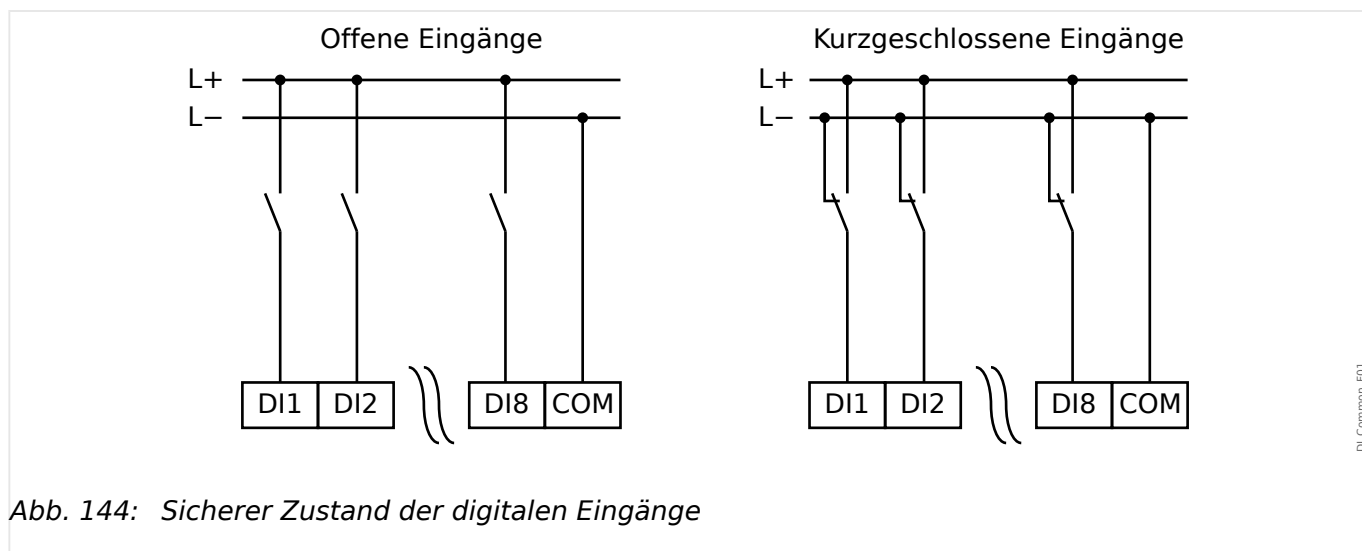 Offene Eingänge
L+
L−
DI1 DI2 DI8 COM
Kurzgeschlossene Eingänge
L+
L−
DI1 DI2 DI8 COM
DI_Common_E01
Abb. 144: Sicherer Zustand der digitalen Eingänge